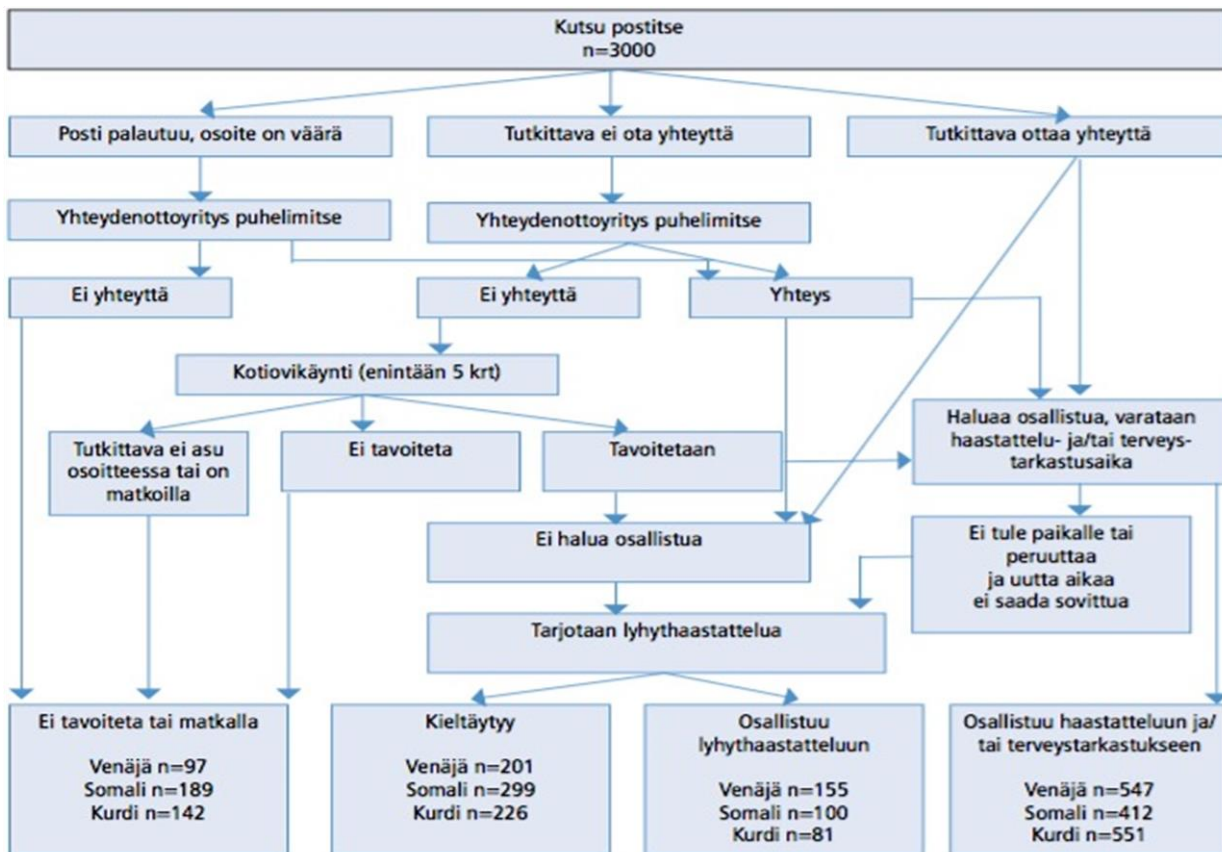 Kutsu postitse
n=3000
Posti palautuu, osoite on väärä
Tutkittava ei ota yhteyttä
Tutkittava ottaa yhteyttä
Yhteydenottoyritys puhelimitse
Yhteydenottoyritys puhelimitse
Ei yhteyttä
Ei yhteyttä
Yhteys
Kotiovikäynti (enintään 5 krt)
Tutkittava ei asu
osoitteessa tai on
matkoilla
Ei tavoiteta
Tavoitetaan
Haluaa osallistua, varataan
haastattelu- ja/tai terveys-
tarkastusaika
Ei halua osallistua
Ei tule paikalle tai
peruuttaa
ja uutta aikaa
ei saada sovittua
Tarjotaan lyhythaastattelua
Ei tavoiteta tai matkalla
Venäjä n=97
Somali n=189
Kurdi n=142
Kieltäytyy
Venäjä n=201
Somali n=299
Kurdi n=226
Osallistuu
lyhythaastatteluun
Venäjä n=155
Somali n=100
Kurdi n=81
Osallistuu haastatteluun ja/
tai terveystarkastukseen
Venäjä n=547
Somali n=412
Kurdi n=551